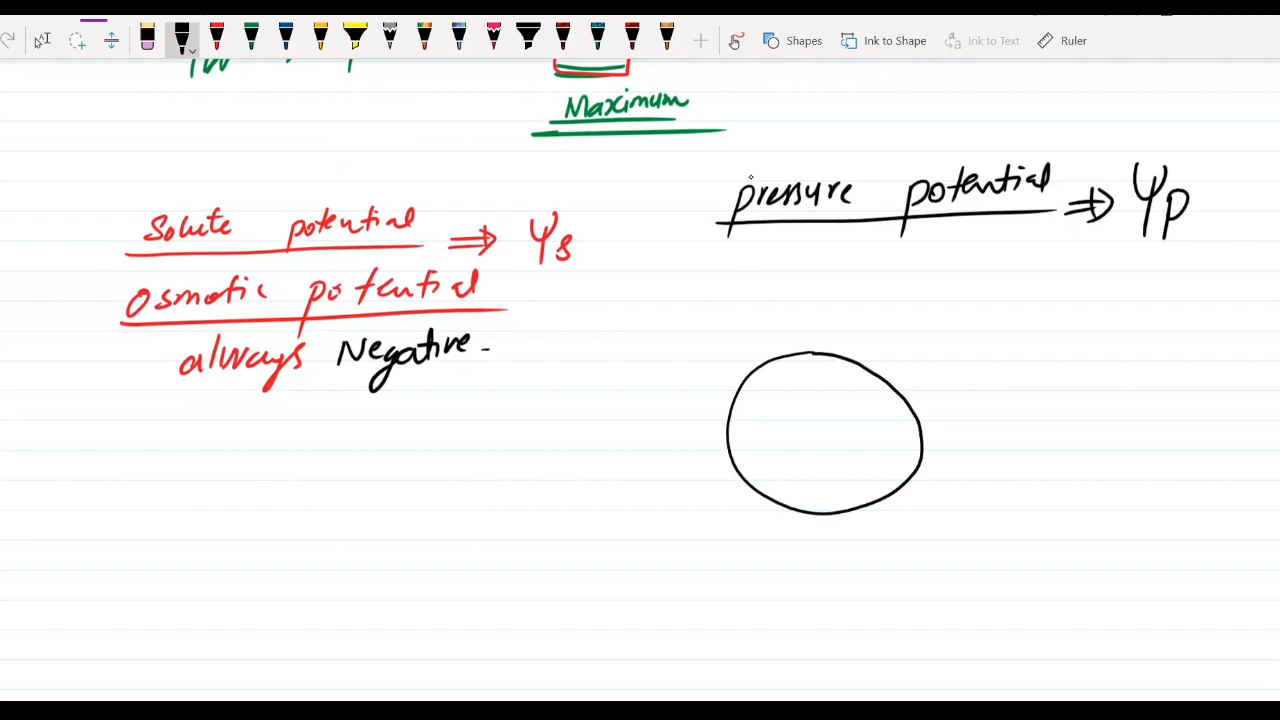 Shapes
Ink to Shape
Ink to Text
Ruler
Maximum
pressure potential ⇒ Ψp
Solute potential ⇒ Ψs
Osmotic potential
always Negative -